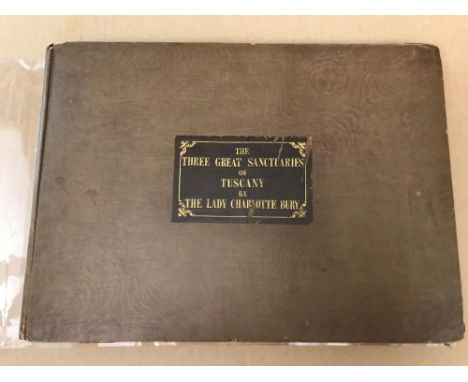 THE
THREE GREAT SANCTUARIES
OF
TUSCANY
BY
THE LADY CHARLOTTE BURY